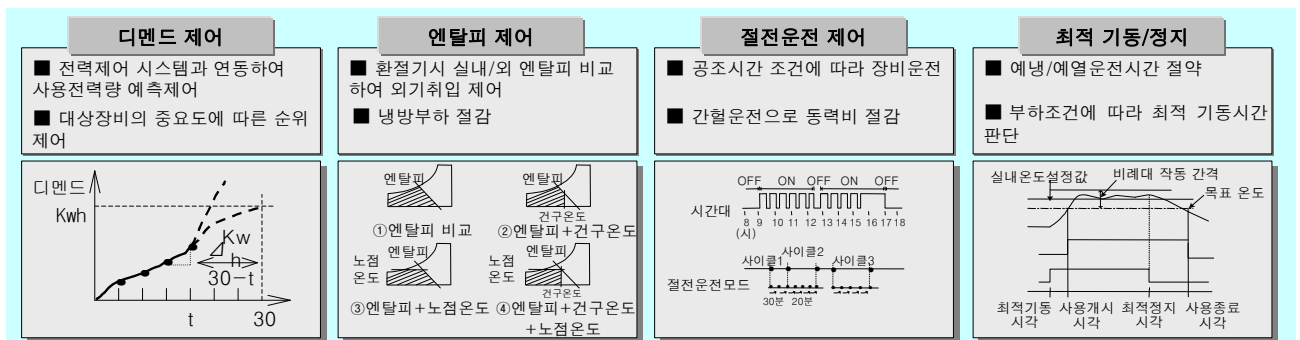 디멘드 제어
■ 전력제어 시스템과 연동하여
사용전력량 예측제어
■ 대상장비의 중요도에 따른 순위
제어
디멘드
Kwh
Kw
h
30-t
t
30
엔탈피 제어
■ 환절기시 실내/외 엔탈피 비교
하여 외기취입 제어
■ 냉방부하 절감
엔탈피
①엔탈피 비교
엔탈피
건구온도
②엔탈피+건구온도
엔탈피
노점
온도
③엔탈피+노점온도
엔탈피
노점
온도
건구온도
④엔탈피+건구온도
+노점온도
절전운전 제어
■ 공조시간 조건에 따라 장비운전
■ 간헐운전으로 동력비 절감
OFF ON OFF ON OFF
시간대
8 9 10 11 12 13 14 15 16 17 18
(시)
사이클1 사이클2 사이클3
절전운전모드
30분 20분
최적 기동/정지
■ 예냉/예열운전시간 절약
■ 부하조건에 따라 최적 기동시간
판단
실내온도설정값
비례대 작동 간격
목표 온도
최적기동 사용개시 최적정지 사용종료
시각 시각 시각 시각